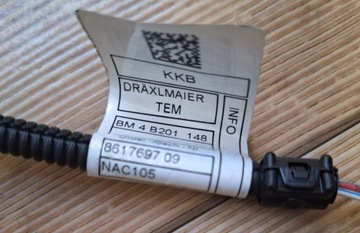 KKB
DRÄXLMAIER
TEM
INFO
BM 4 B201 148
8617697 09
NAC105